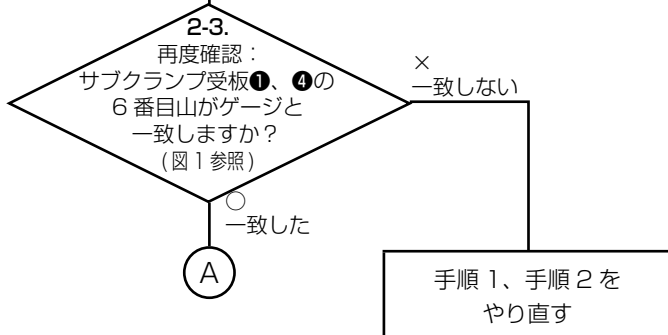 2-3.
再度確認：
サブクランプ受板❶、❹の
6 番目山がゲージと
一致しますか？
( 図 1 参照 )
×
一致しない
○
一致した
A
手順 1、手順 2 を
やり直す